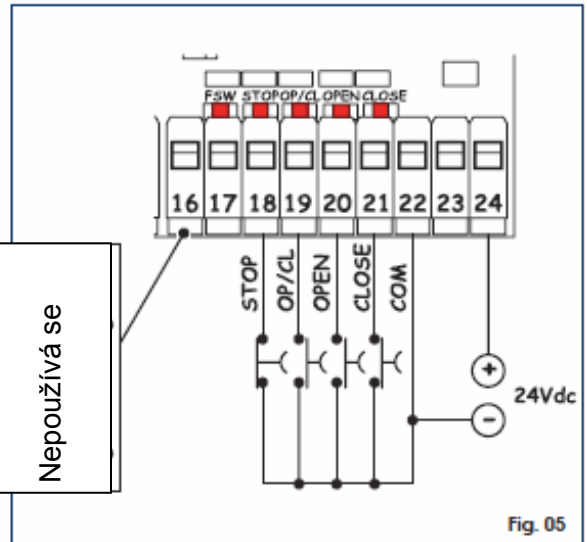 FSW STOP OP/CL OPEN CLOSE
16 17 18 19 20 21 22 23 24
STOP
OP/CL
OPEN
CLOSE
COM
+
24Vdc
-
Nepoužívá se
Fig. 05